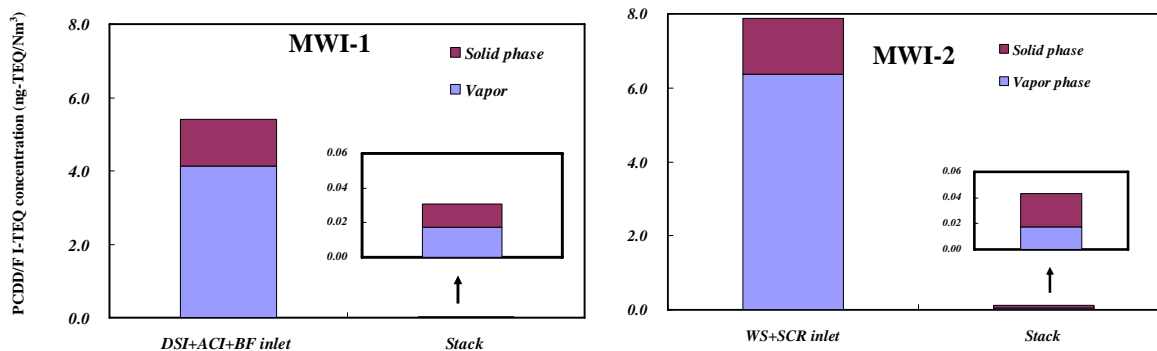 PCDD/F I-TEQ concentration (ng-TEQ/Nm³)
8.0
6.0
4.0
2.0
0.0
MWI-1
Solid phase
Vapor
0.06
0.04
0.02
0.00
DSI+ACI+BF inlet
Stack
8.0
6.0
4.0
2.0
0.0
MWI-2
Solid phase
Vapor phase
0.06
0.04
0.02
0.00
WS+SCR inlet
Stack